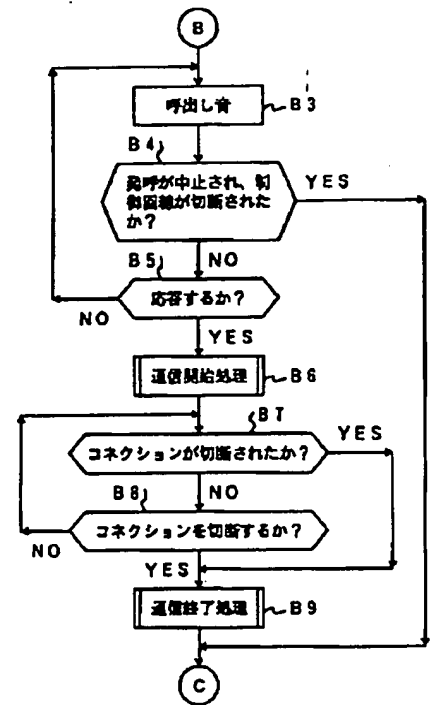 B
呼出し音
B3
B4
発呼が中止され、制
御回線が切断された
か?
YES
B5
NO
応答するか?
NO
YES
通信開始処理
B6
B7
コネクションが切断されたか?
YES
B8
NO
コネクションを切断するか?
NO
YES
通信終了処理
B9
C